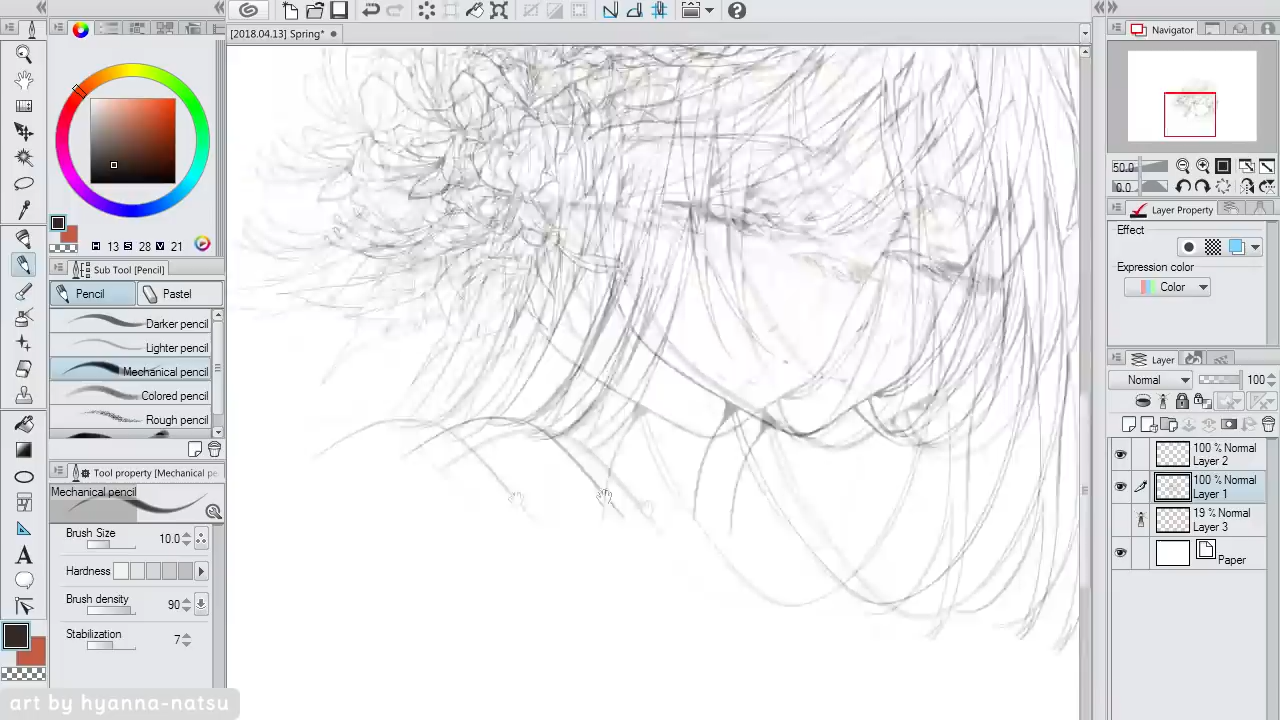 [2018.04.13] Spring*
Navigator
50.0
0.0
Layer Property
Effect
Expression color
Color
H 13 S 28 V 21
Sub Tool [Pencil]
Pencil
Pastel
Darker pencil
Lighter pencil
Mechanical pencil
Colored pencil
Rough pencil
Tool property [Mechanical pe
Mechanical pencil
Brush Size 10.0
Hardness
Brush density 90
Stabilization 7
Layer
Normal 100
100 % Normal
Layer 2
100 % Normal
Layer 1
19 % Normal
Layer 3
Paper
A
art by hyanna-natsu